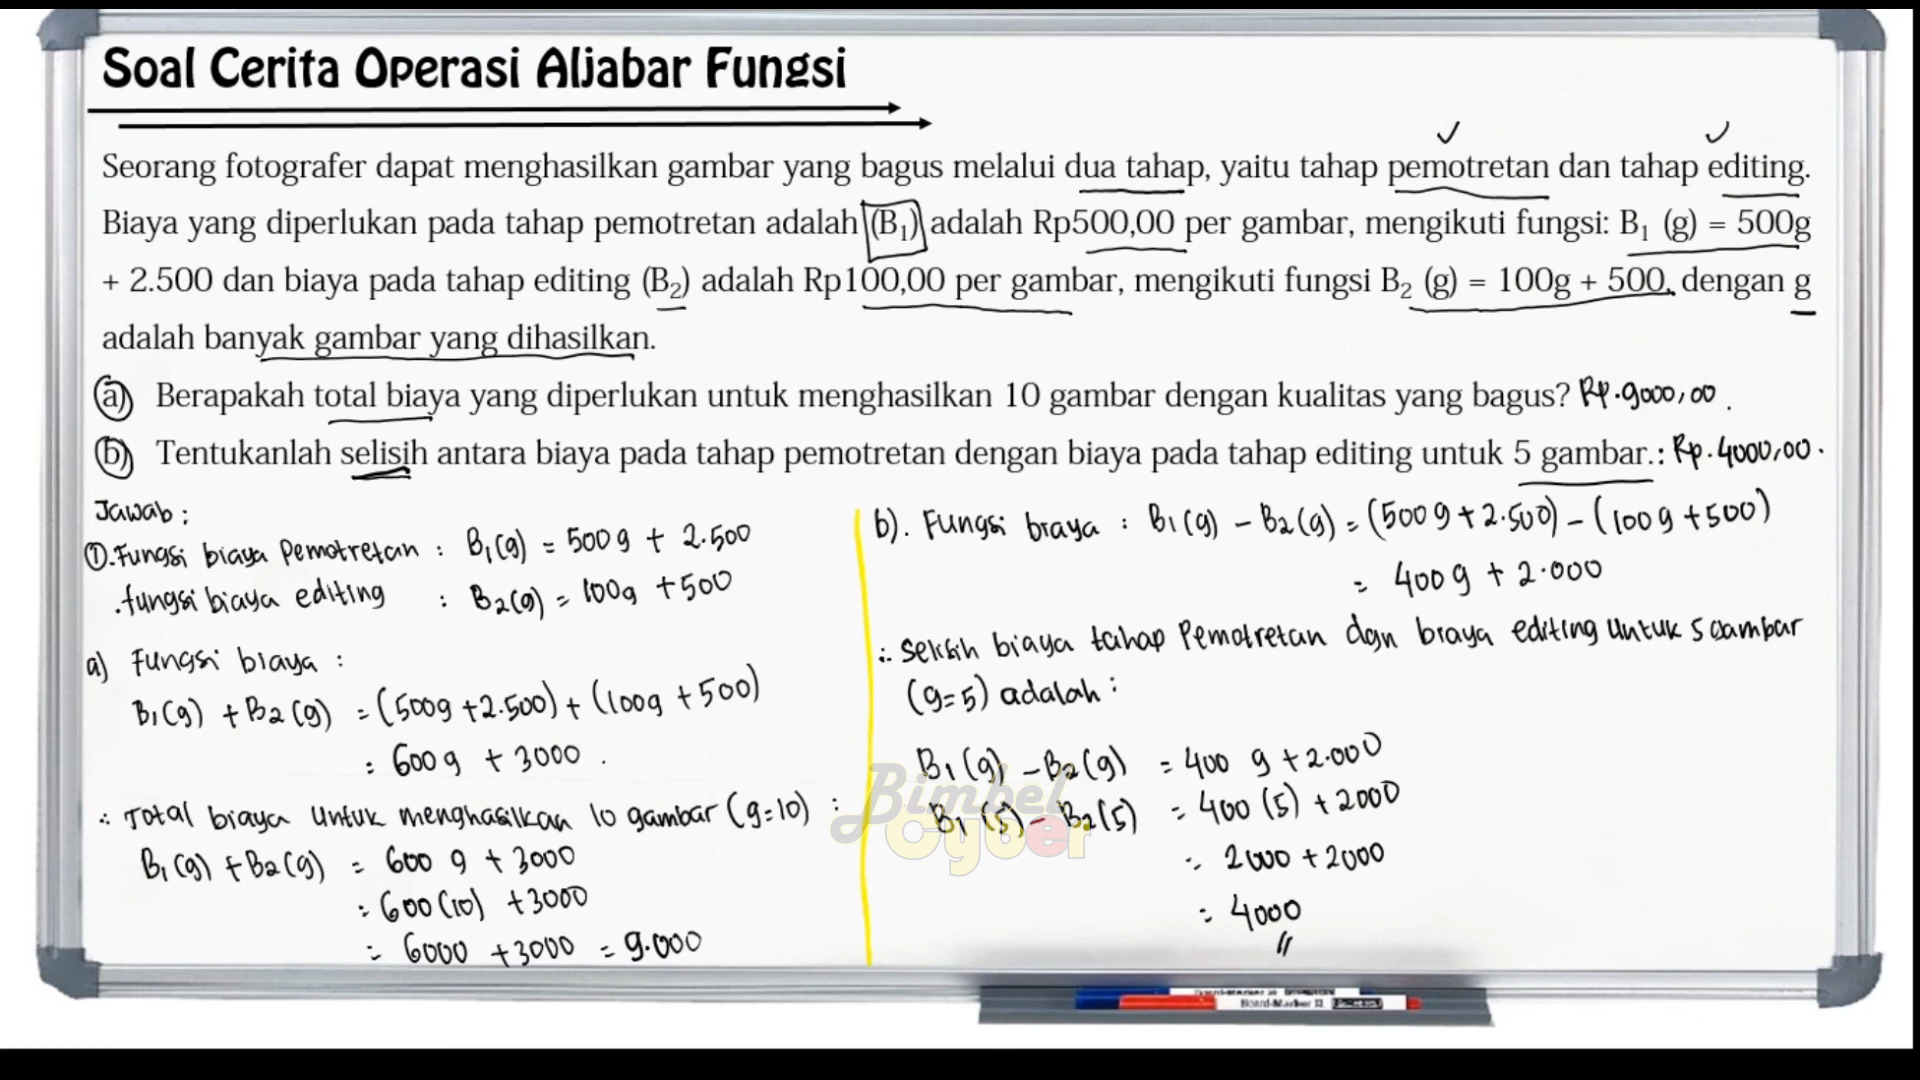 Soal Cerita Operasi Aljabar Fungsi
Seorang fotografer dapat menghasilkan gambar yang bagus melalui dua tahap, yaitu tahap pemotretan dan tahap editing.
Biaya yang diperlukan pada tahap pemotretan adalah (B₁) adalah Rp500,00 per gambar, mengikuti fungsi: B₁ (g) = 500g
+ 2.500 dan biaya pada tahap editing (B₂) adalah Rp100,00 per gambar, mengikuti fungsi B₂ (g) = 100g + 500, dengan g
adalah banyak gambar yang dihasilkan.
a) Berapakah total biaya yang diperlukan untuk menghasilkan 10 gambar dengan kualitas yang bagus? Rp.9000,00.
b) Tentukanlah selisih antara biaya pada tahap pemotretan dengan biaya pada tahap editing untuk 5 gambar.: Rp.4000,00.
Jawab :
①.Fungsi biaya Pemotretan : B₁(g) = 500g + 2.500
.fungsi biaya editing : B₂(g) = 100g + 500
a) Fungsi biaya :
B₁(g) + B₂(g) = (500g + 2.500) + (100g + 500)
= 600g + 3000 .
∴ Total biaya untuk menghasilkan 10 gambar (g=10) :
B₁(g) + B₂(g) = 600 g + 3000
= 600(10) + 3000
= 6000 + 3000 = 9.000
b). Fungsi biaya : B₁(g) - B₂(g) = (500g + 2.500) - (100g + 500)
= 400g + 2.000
∴ Selisih biaya tahap Pemotretan dgn biaya editing untuk 5 Gambar
(g=5) adalah :
B₁(g) - B₂(g) = 400 g + 2.000
B₁(5) - B₂(5) = 400 (5) + 2000
= 2000 + 2000
= 4000
Bimbel
Cyber
Board-Marker